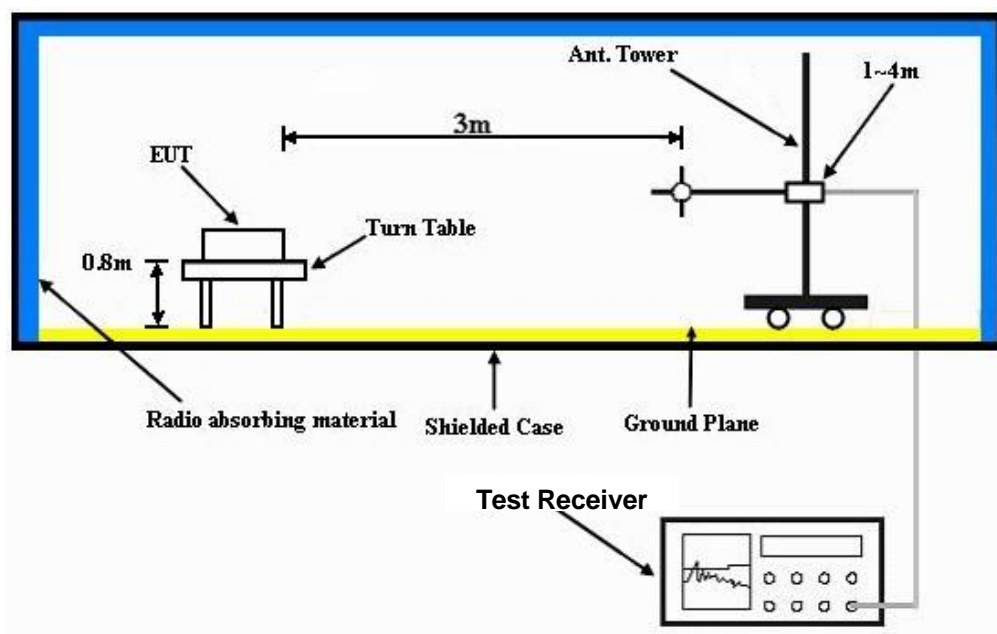 Ant. Tower
1~4m
3m
EUT
Turn Table
0.8m
Radio absorbing material
Shielded Case
Ground Plane
Test Receiver